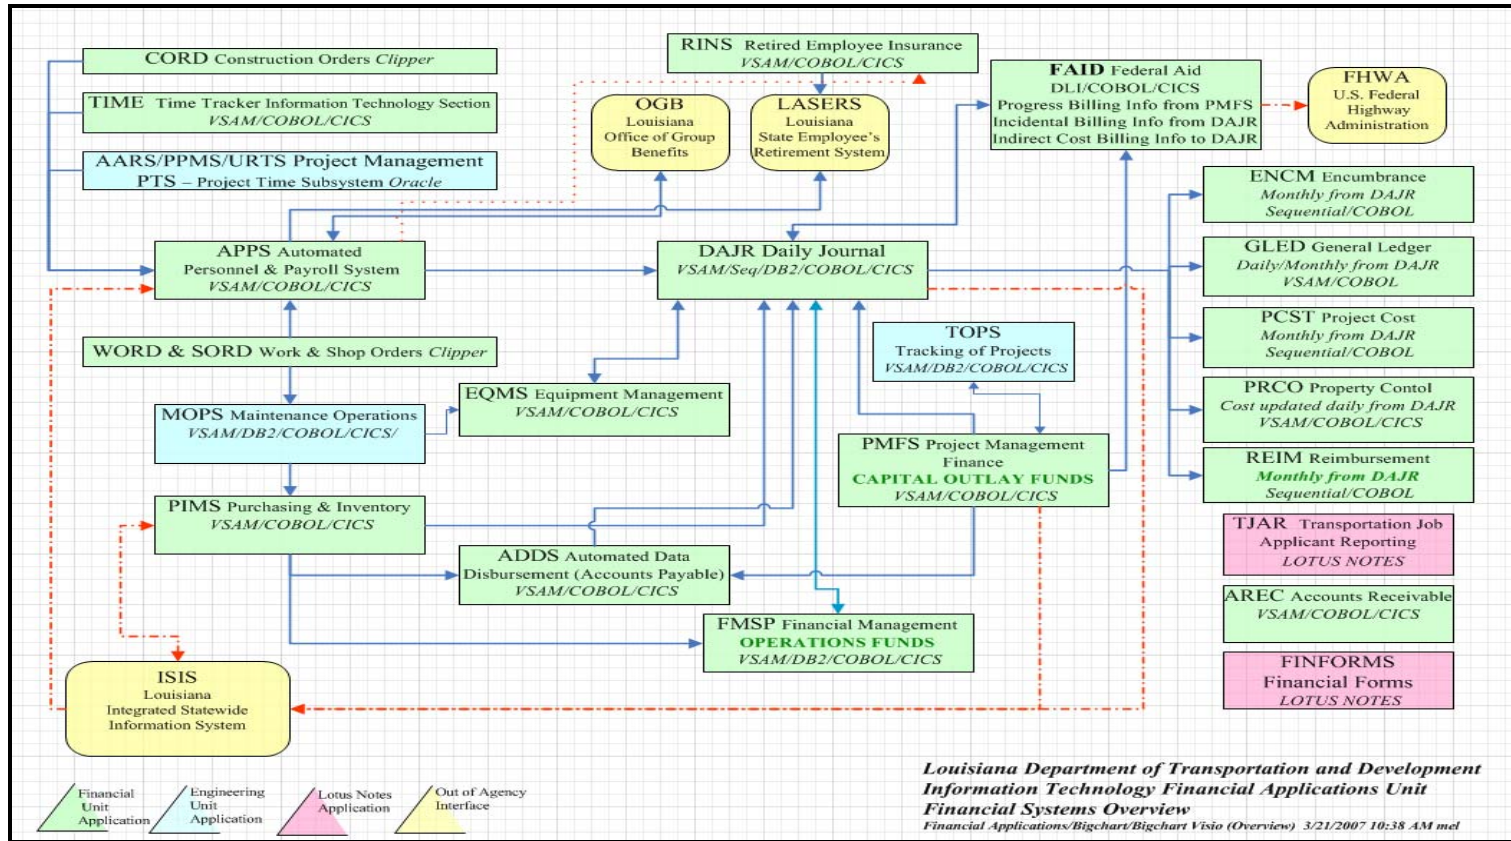 CORD Construction Orders Clipper
TIME Time Tracker Information Technology Section
VSAM/COBOL/CICS
AARS/PPMS/URTS Project Management
PTS – Project Time Subsystem Oracle
RINS Retired Employee Insurance
VSAM/COBOL/CICS
OGB
Louisiana
Office of Group
Benefits
LASERS
Louisiana
State Employee's
Retirement System
FAID Federal Aid
DLI/COBOL/CICS
Progress Billing Info from PMFS
Incidental Billing Info from DAJR
Indirect Cost Billing Info to DAJR
FHWA
U.S. Federal
Highway
Administration
APPS Automated
Personnel & Payroll System
VSAM/COBOL/CICS
DAJR Daily Journal
VSAM/Seq/DB2/COBOL/CICS
ENCM Encumbrance
Monthly from DAJR
Sequential/COBOL
GLED General Ledger
Daily/Monthly from DAJR
VSAM/COBOL
PCST Project Cost
Monthly from DAJR
Sequential/COBOL
PRCO Property Contol
Cost updated daily from DAJR
VSAM/COBOL/CICS
REIM Reimbursement
Monthly from DAJR
Sequential/COBOL
WORD & SORD Work & Shop Orders Clipper
TOPS
Tracking of Projects
VSAM/DB2/COBOL/CICS
EQMS Equipment Management
VSAM/COBOL/CICS
MOPS Maintenance Operations
VSAM/DB2/COBOL/CICS/
PMFS Project Management
Finance
CAPITAL OUTLAY FUNDS
VSAM/COBOL/CICS
PIMS Purchasing & Inventory
VSAM/COBOL/CICS
ADDS Automated Data
Disbursement (Accounts Payable)
VSAM/COBOL/CICS
FMSP Financial Management
OPERATIONS FUNDS
VSAM/DB2/COBOL/CICS
TJAR Transportation Job
Applicant Reporting
LOTUS NOTES
AREC Accounts Receivable
VSAM/COBOL/CICS
FINFORMS
Financial Forms
LOTUS NOTES
ISIS
Louisiana
Integrated Statewide
Information System
Financial
Unit
Application
Engineering
Unit
Application
Lotus Notes
Application
Out of Agency
Interface
Louisiana Department of Transportation and Development
Information Technology Financial Applications Unit
Financial Systems Overview
Financial Applications/Bigchart/Bigchart Visio (Overview) 3/21/2007 10:38 AM mel